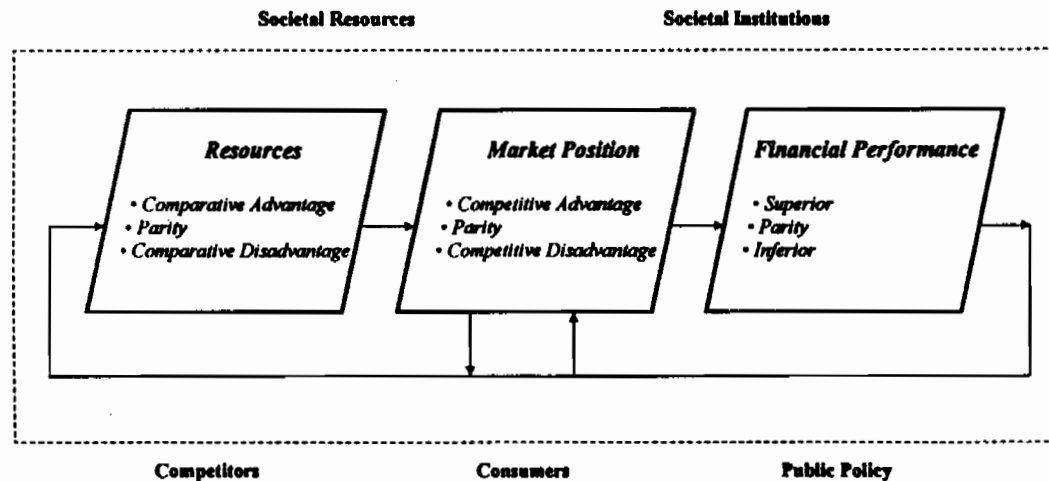 Societal Resources Societal Institutions
Resources
• Comparative Advantage
• Parity
• Comparative Disadvantage
Market Position
• Competitive Advantage
• Parity
• Competitive Disadvantage
Financial Performance
• Superior
• Parity
• Inferior
Competitors Consumers Public Policy